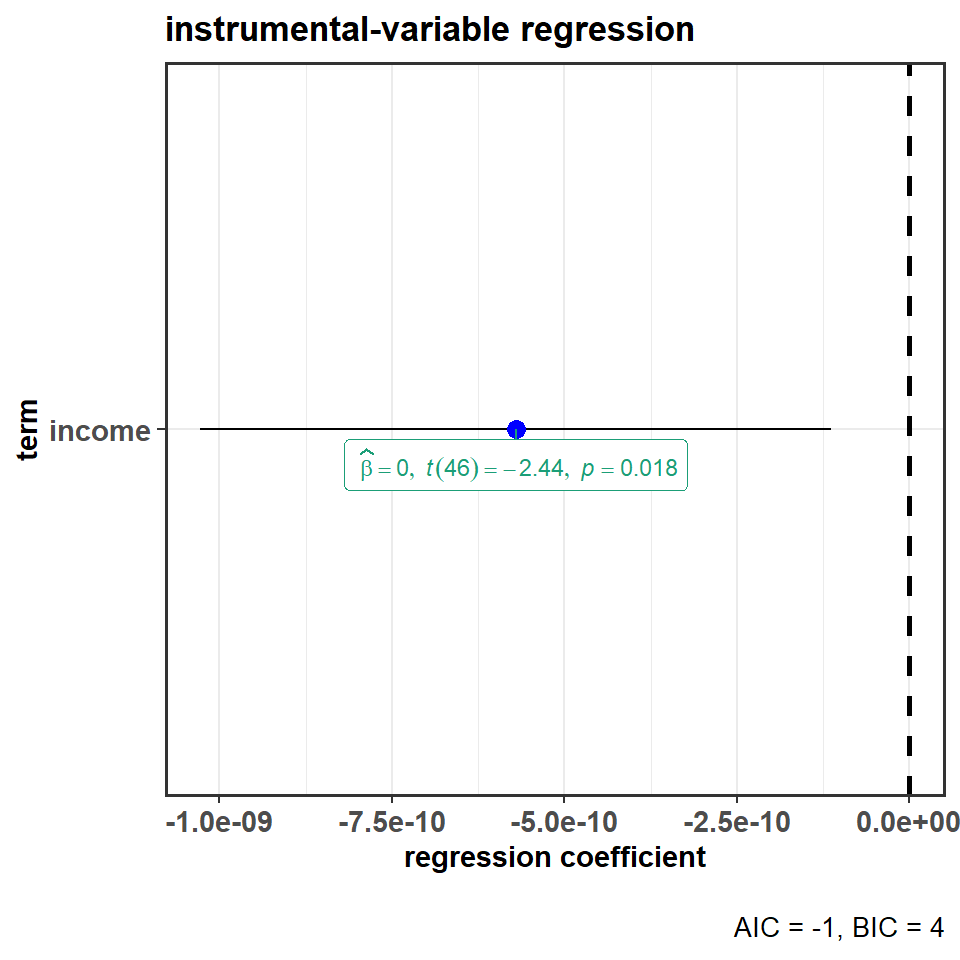 instrumental-variable regression
term
income
β̂ = 0, t(46) = −2.44, p = 0.018
-1.0e-09 -7.5e-10 -5.0e-10 -2.5e-10 0.0e+00
regression coefficient
AIC = -1, BIC = 4